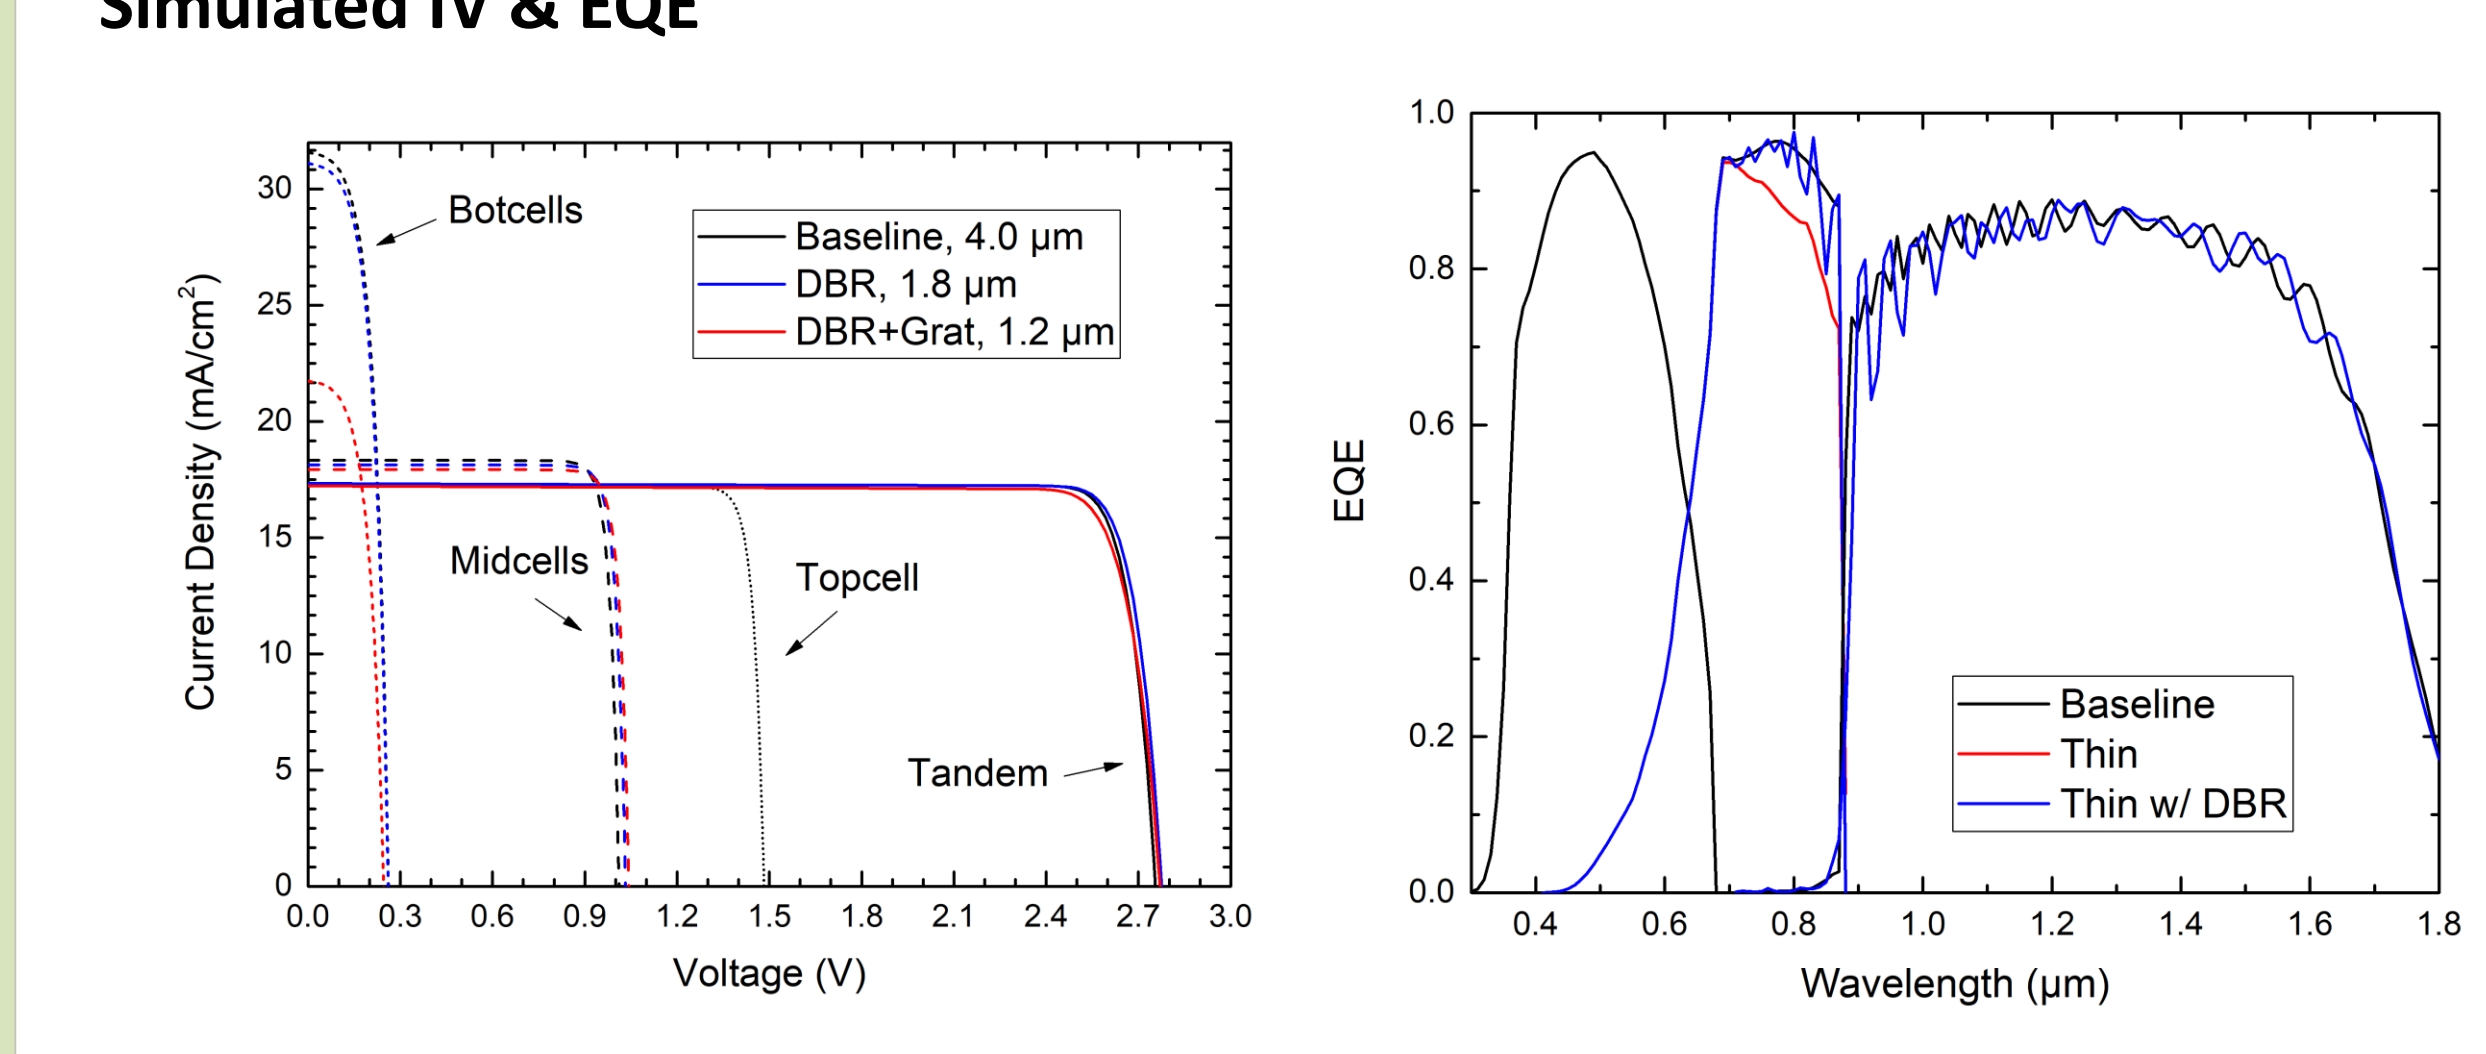 Simulated IV & EQE
Current Density (mA/cm²)
30
25
20
15
10
5
0
0.0 0.3 0.6 0.9 1.2 1.5 1.8 2.1 2.4 2.7 3.0
Voltage (V)
Botcells
Baseline, 4.0 µm
DBR, 1.8 µm
DBR+Grat, 1.2 µm
Midcells
Topcell
Tandem
EQE
1.0
0.8
0.6
0.4
0.2
0.0
0.4 0.6 0.8 1.0 1.2 1.4 1.6 1.8
Wavelength (µm)
Baseline
Thin
Thin w/ DBR